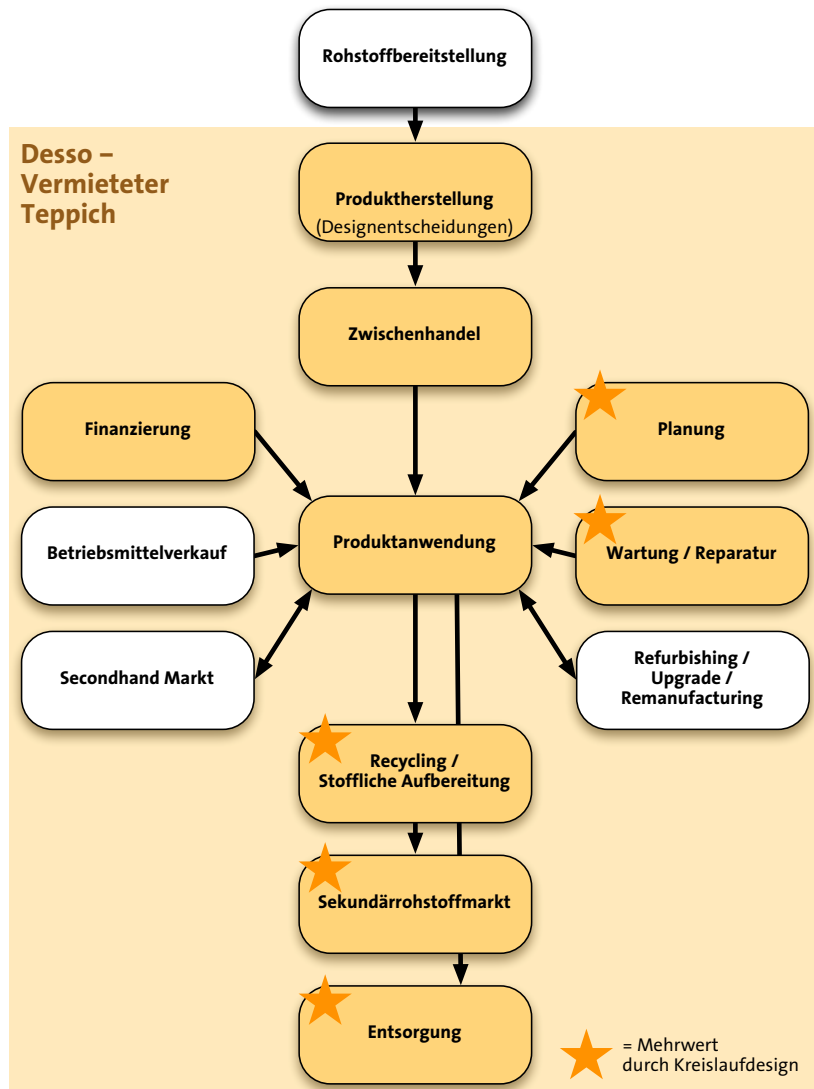 Rohstoffbereitstellung
Desso –
Vermieteter
Teppich
Produktherstellung
(Designentscheidungen)
Zwischenhandel
Finanzierung
Planung
Betriebsmittelverkauf
Produktanwendung
Wartung / Reparatur
Secondhand Markt
Refurbishing /
Upgrade /
Remanufacturing
Recycling /
Stoffliche Aufbereitung
Sekundärrohstoffmarkt
Entsorgung
= Mehrwert
durch Kreislaufdesign